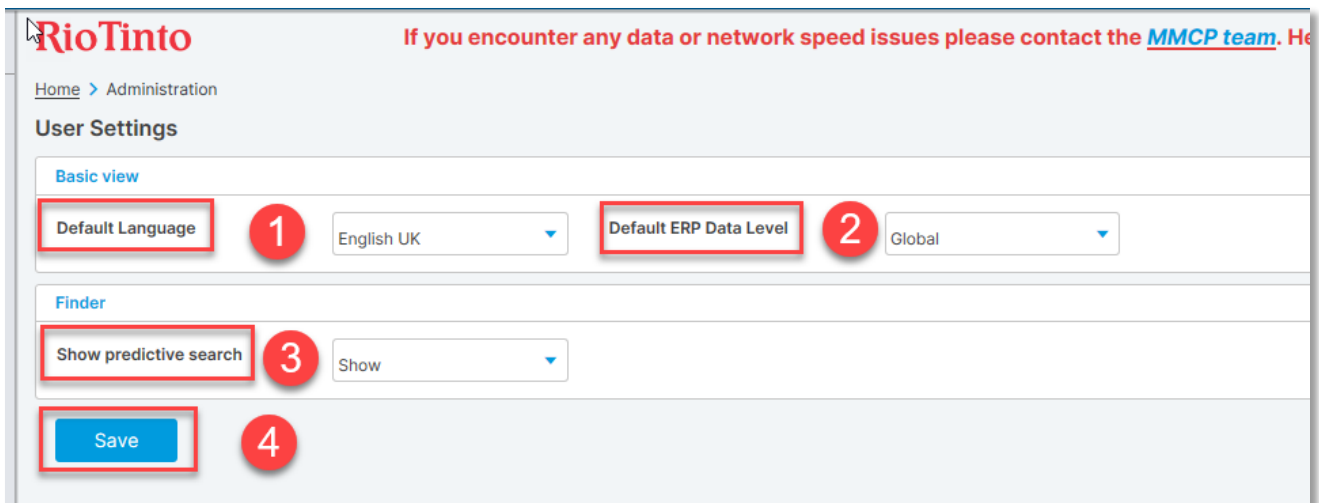 RioTinto
If you encounter any data or network speed issues please contact the MMCP team. He
Home > Administration
User Settings
Basic view
Default Language 1 English UK Default ERP Data Level 2 Global
Finder
Show predictive search 3 Show
Save 4